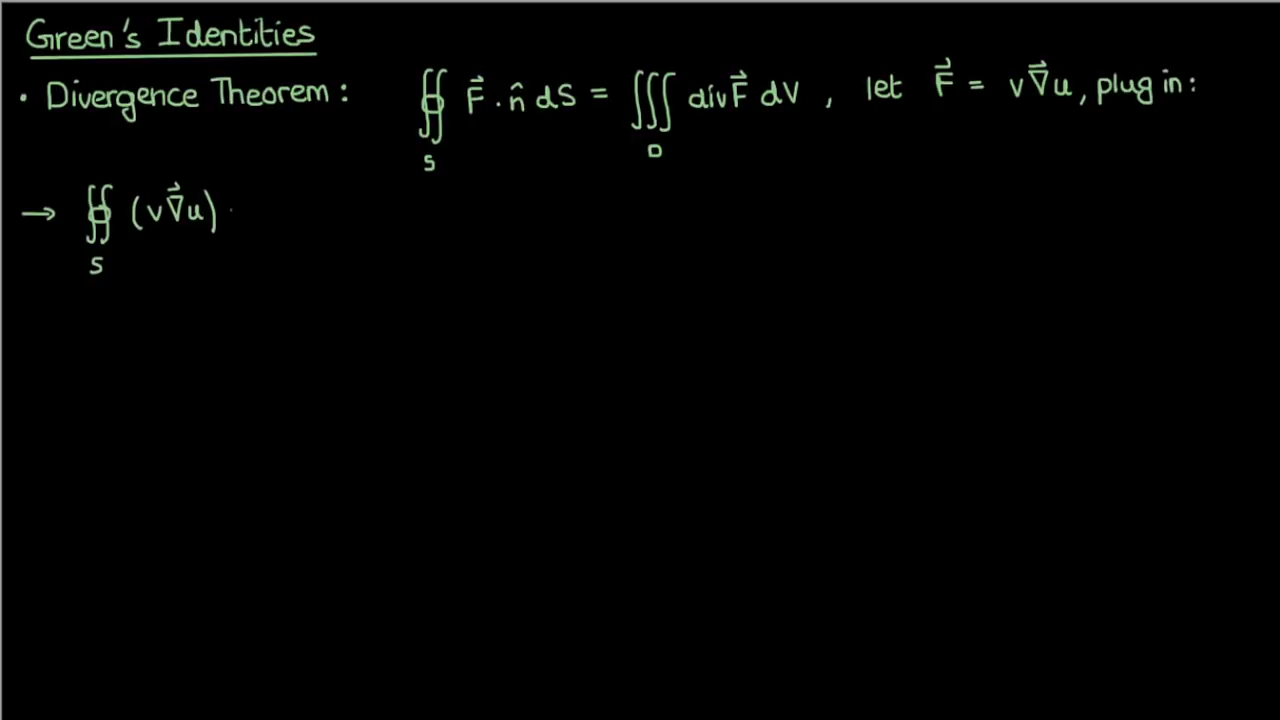 Green's Identities
• Divergence Theorem : ∯_S F⃗ · n̂ dS = ∭_D div F⃗ dV , let F⃗ = v∇⃗u, plug in :
→ ∯_S (v∇⃗u) ·